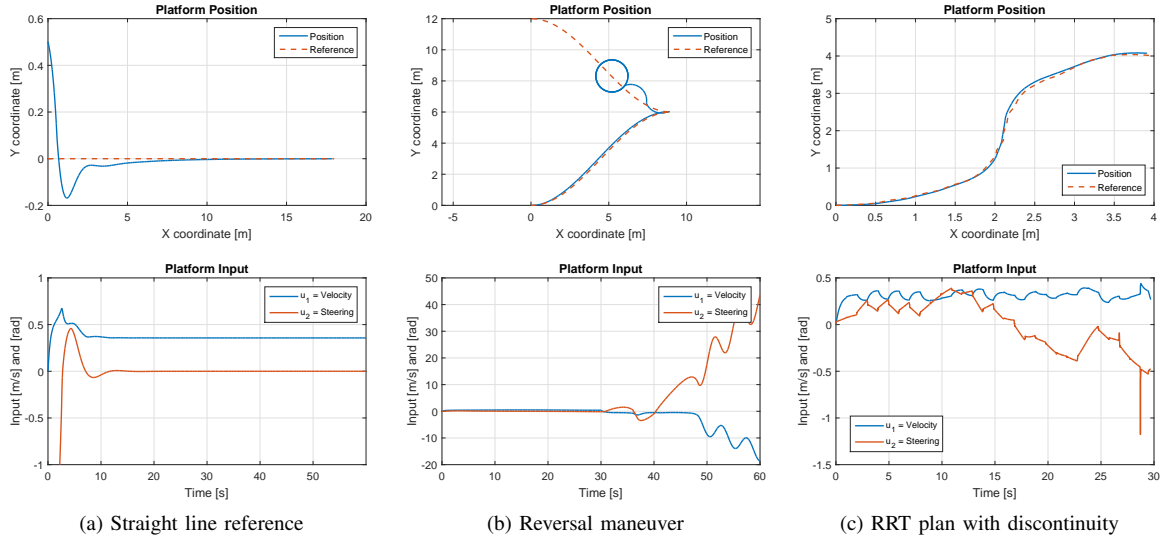 Platform Position
0.6
0.4
0.2
0
-0.2
Y coordinate [m]
0 5 10 15 20
X coordinate [m]
Position
Reference
Platform Position
12
10
8
6
4
2
0
Y coordinate [m]
-5 0 5 10
X coordinate [m]
Position
Reference
Platform Position
5
4
3
2
1
0
Y coordinate [m]
0 0.5 1 1.5 2 2.5 3 3.5 4
X coordinate [m]
Position
Reference
Platform Input
1
0.5
0
-0.5
-1
Input [m/s] and [rad]
0 10 20 30 40 50
Time [s]
u1 = Velocity
u2 = Steering
Platform Input
50
40
30
20
10
0
-10
-20
Input [m/s] and [rad]
0 10 20 30 40 50 60
Time [s]
u1 = Velocity
u2 = Steering
Platform Input
0.5
0
-0.5
-1
-1.5
Input [m/s] and [rad]
0 5 10 15 20 25 30
Time [s]
u1 = Velocity
u2 = Steering
(a) Straight line reference
(b) Reversal maneuver
(c) RRT plan with discontinuity